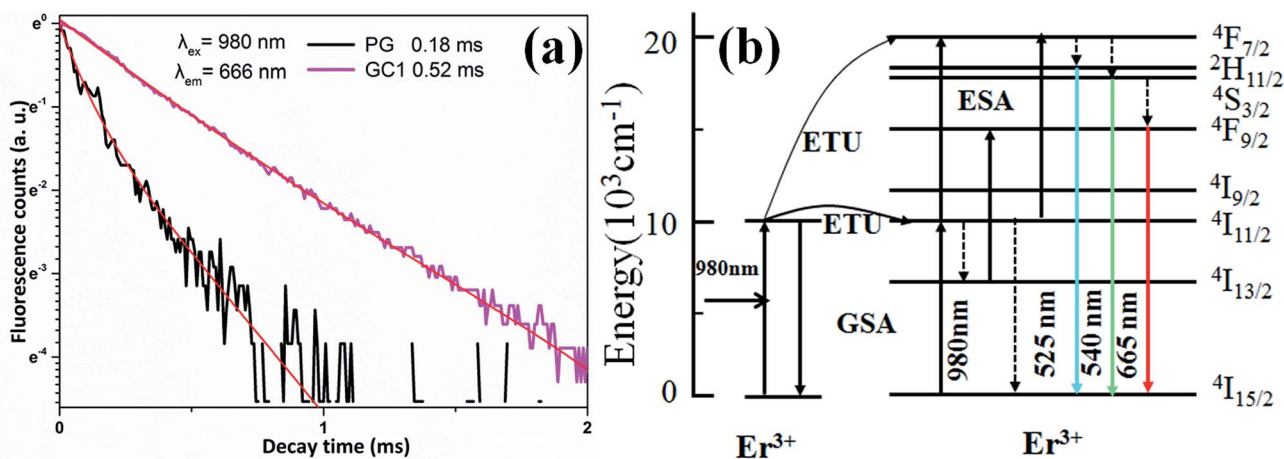 (a)
λex = 980 nm
λem = 666 nm
PG 0.18 ms
GC1 0.52 ms
Fluorescence counts (a. u.)
e⁰
e⁻¹
e⁻²
e⁻³
e⁻⁴
0
1
2
Decay time (ms)
(b)
Energy(10³cm⁻¹)
20
10
0
980nm
ETU
ETU
ESA
GSA
980nm
525 nm
540 nm
665 nm
⁴F7/2
²H11/2
⁴S3/2
⁴F9/2
⁴I9/2
⁴I11/2
⁴I13/2
⁴I15/2
Er³⁺
Er³⁺